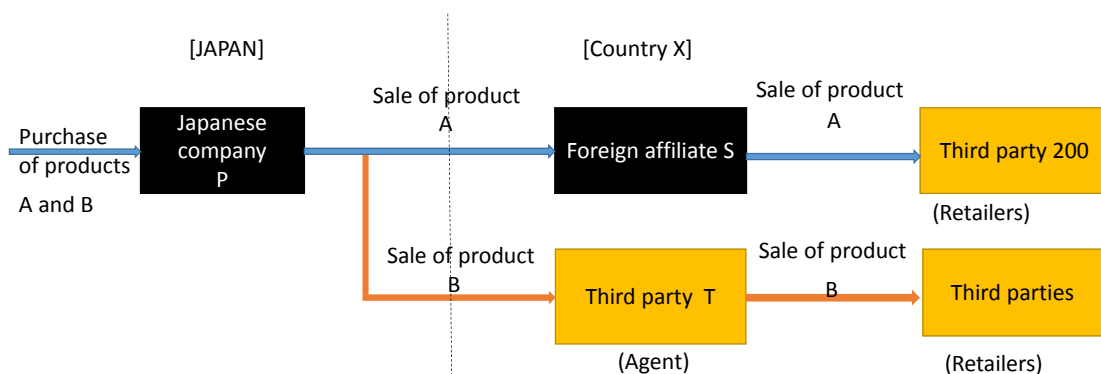 [JAPAN]
[Country X]
Purchase
of products
A and B
Japanese
company
P
Sale of product
A
Foreign affiliate S
Sale of product
A
Third party 200
(Retailers)
Sale of product
B
Third party T
(Agent)
Sale of product
B
Third parties
(Retailers)